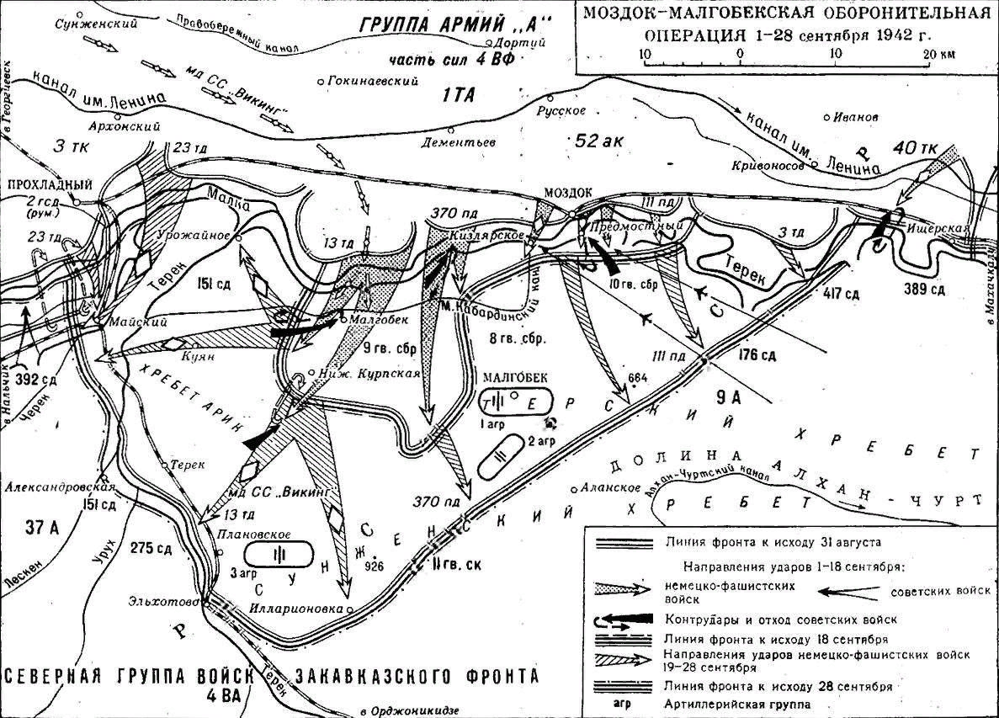 МОЗДОК–МАЛГОБЕКСКАЯ ОБОРОНИТЕЛЬНАЯ
ОПЕРАЦИЯ 1–28 сентября 1942 г.
10 0 10 20 км
Сунженский
Правобережный канал
ГРУППА АРМИЙ „А“
часть сил 4 ВФ
Дортуй
в Георгиевск
канал им. Ленина
мд СС „Викинг"
Гокинаевский
1 ТА
Русское
Архонский
Дементьев
52 ак
канал им. Ленина
Иванов
Кривоносов
Р
40 тк
3 тк
23 тд
ПРОХЛАДНЫЙ
2 гсд
(рум.)
Малка
370 пд
МОЗДОК
111 пд
23 тд
Урожайное
13 тд
Кизлярское
Предмостный
3 тд
Ищерская
Терек
151 сд
Терек
10 гв. сбр
417 сд
389 сд
в Махачкалу
М. Кабардинский кан.
Майский
Малгобек
С
Куян
9 гв. сбр
8 гв. сбр.
392 сд
в Нальчик
Черек
ХРЕБЕТ АРИК
Ниж. Курпская
МАЛГОБЕК
111 пд
176 сд
664
9 А
ТЕРСКИЙ ХРЕБЕТ
1 агр
2 агр
ДОЛИНА АЛХАН-ЧУРТ
Алхан-Чуртский канал
Терек
Аланское
Александровская
151 сд
мд СС „Викинг"
13 тд
370 пд
СУНЖЕНСКИЙ ХРЕБЕТ
37 А
275 сд
Плановское
3 агр
С
926
11 гв. ск
Лескен
Урух
Эльхотово
Илларионовка
Р
СЕВЕРНАЯ ГРУППА ВОЙСК ЗАКАВКАЗСКОГО ФРОНТА
4 ВА
Терек
в Орджоникидзе
Линия фронта к исходу 31 августа
Направления ударов 1–18 сентября:
немецко-фашистских
войск
советских войск
Контрудары и отход советских войск
Линия фронта к исходу 18 сентября
Направления ударов немецко-фашистских войск
19–28 сентября
Линия фронта к исходу 28 сентября
агр Артиллерийская группа